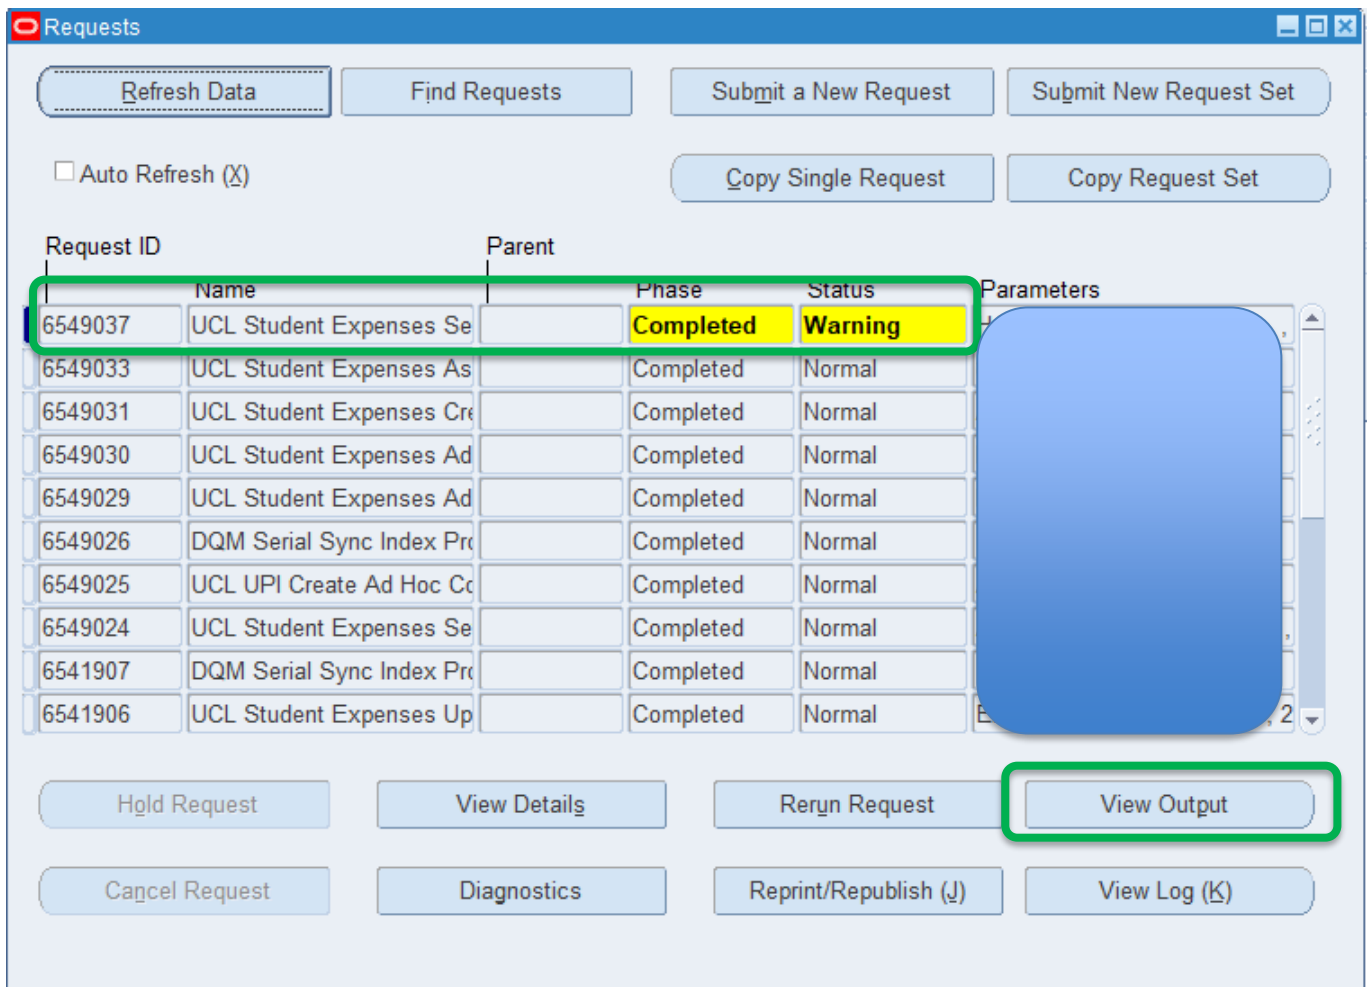 Requests
Refresh Data Find Requests Submit a New Request Submit New Request Set
Auto Refresh (X) Copy Single Request Copy Request Set
Request ID Parent
Name Phase Status Parameters
6549037 UCL Student Expenses Se Completed Warning ,
6549033 UCL Student Expenses As Completed Normal
6549031 UCL Student Expenses Cre Completed Normal
6549030 UCL Student Expenses Ad Completed Normal
6549029 UCL Student Expenses Ad Completed Normal
6549026 DQM Serial Sync Index Pro Completed Normal
6549025 UCL UPI Create Ad Hoc Co Completed Normal
6549024 UCL Student Expenses Se Completed Normal ,
6541907 DQM Serial Sync Index Pro Completed Normal
6541906 UCL Student Expenses Up Completed Normal E , 2
Hold Request View Details Rerun Request View Output
Cancel Request Diagnostics Reprint/Republish (J) View Log (K)